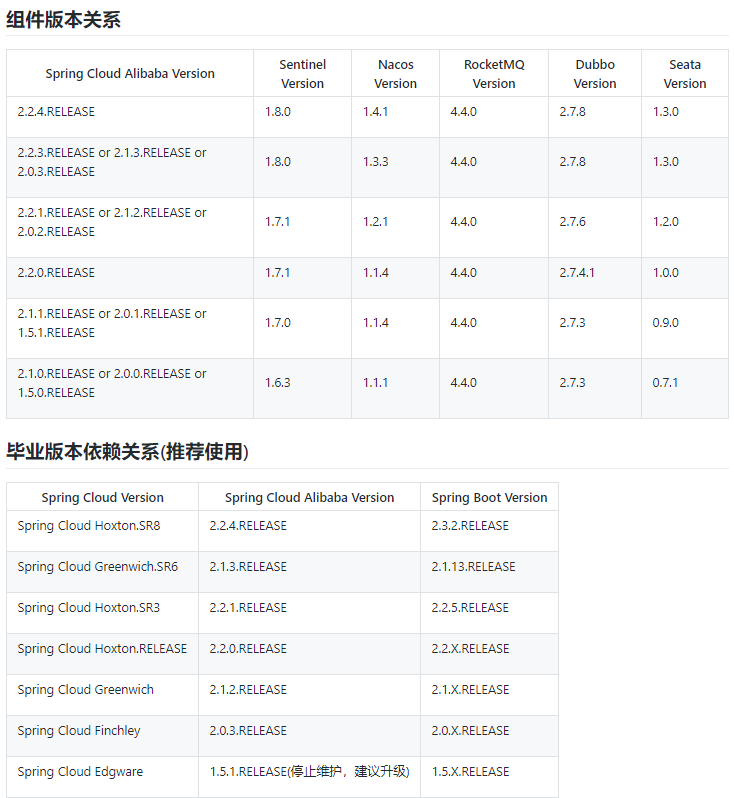 组件版本关系
Spring Cloud Alibaba Version Sentinel Version Nacos Version RocketMQ Version Dubbo Version Seata Version
2.2.4.RELEASE 1.8.0 1.4.1 4.4.0 2.7.8 1.3.0
2.2.3.RELEASE or 2.1.3.RELEASE or 2.0.3.RELEASE 1.8.0 1.3.3 4.4.0 2.7.8 1.3.0
2.2.1.RELEASE or 2.1.2.RELEASE or 2.0.2.RELEASE 1.7.1 1.2.1 4.4.0 2.7.6 1.2.0
2.2.0.RELEASE 1.7.1 1.1.4 4.4.0 2.7.4.1 1.0.0
2.1.1.RELEASE or 2.0.1.RELEASE or 1.5.1.RELEASE 1.7.0 1.1.4 4.4.0 2.7.3 0.9.0
2.1.0.RELEASE or 2.0.0.RELEASE or 1.5.0.RELEASE 1.6.3 1.1.1 4.4.0 2.7.3 0.7.1
毕业版本依赖关系(推荐使用)
Spring Cloud Version Spring Cloud Alibaba Version Spring Boot Version
Spring Cloud Hoxton.SR8 2.2.4.RELEASE 2.3.2.RELEASE
Spring Cloud Greenwich.SR6 2.1.3.RELEASE 2.1.13.RELEASE
Spring Cloud Hoxton.SR3 2.2.1.RELEASE 2.2.5.RELEASE
Spring Cloud Hoxton.RELEASE 2.2.0.RELEASE 2.2.X.RELEASE
Spring Cloud Greenwich 2.1.2.RELEASE 2.1.X.RELEASE
Spring Cloud Finchley 2.0.3.RELEASE 2.0.X.RELEASE
Spring Cloud Edgware 1.5.1.RELEASE(停止维护，建议升级) 1.5.X.RELEASE